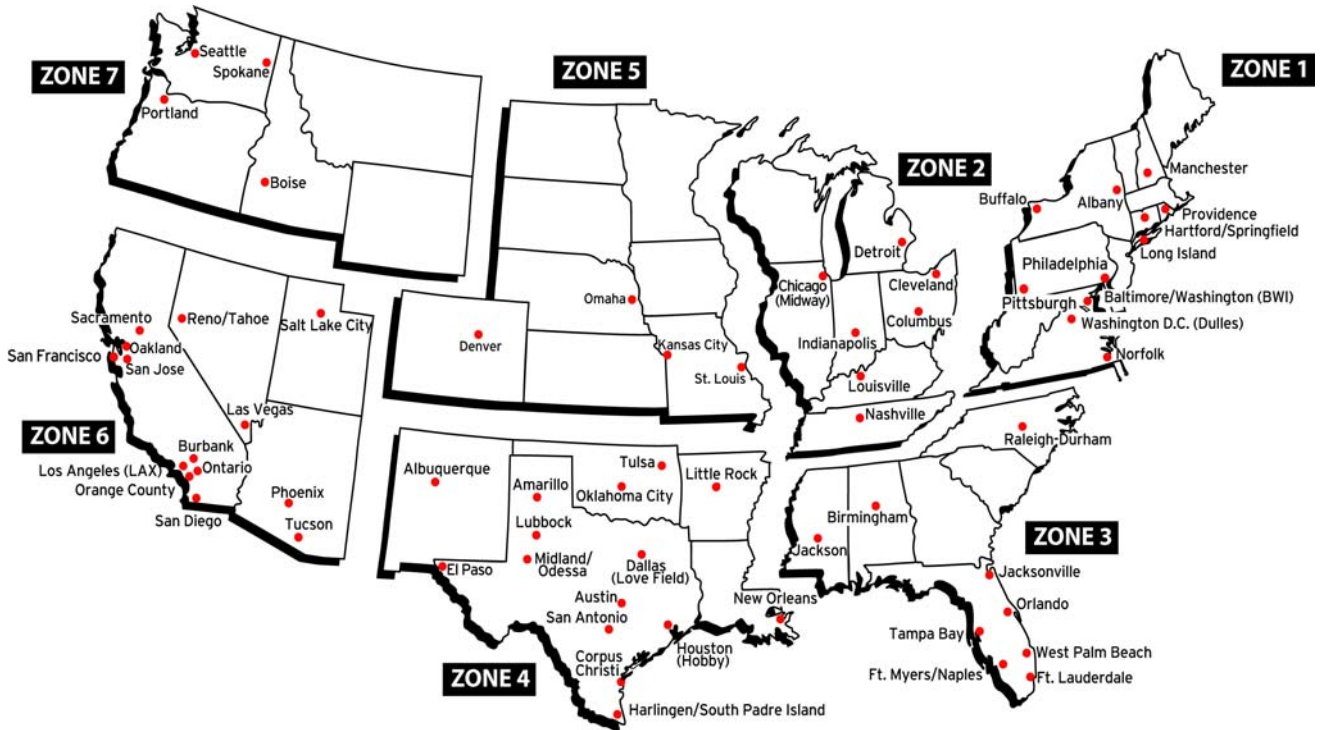 ZONE 7
Seattle
Spokane
Portland
Boise
ZONE 5
Omaha
Denver
Kansas City
St. Louis
ZONE 2
Detroit
Chicago
(Midway)
Cleveland
Columbus
Indianapolis
Louisville
Nashville
ZONE 1
Manchester
Buffalo
Albany
Providence
Hartford/Springfield
Long Island
Philadelphia
Pittsburgh
Baltimore/Washington (BWI)
Washington D.C. (Dulles)
Norfolk
ZONE 6
Sacramento
Reno/Tahoe
Salt Lake City
San Francisco
Oakland
San Jose
Las Vegas
Burbank
Los Angeles (LAX)
Ontario
Orange County
San Diego
Phoenix
Tucson
ZONE 4
Albuquerque
Tulsa
Amarillo
Oklahoma City
Little Rock
Lubbock
Midland/
Odessa
El Paso
Dallas
(Love Field)
Austin
San Antonio
New Orleans
Houston
(Hobby)
Corpus
Christi
Harlingen/South Padre Island
ZONE 3
Raleigh-Durham
Birmingham
Jackson
Jacksonville
Orlando
Tampa Bay
West Palm Beach
Ft. Myers/Naples
Ft. Lauderdale